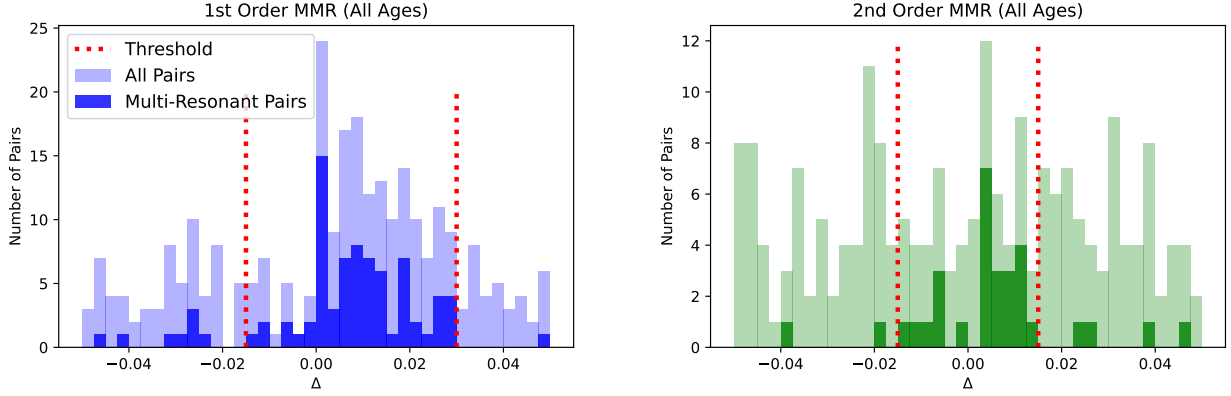 1st Order MMR (All Ages)
Number of Pairs
25
20
15
10
5
0
Threshold
All Pairs
Multi-Resonant Pairs
−0.04 −0.02 0.00 0.02 0.04
Δ
2nd Order MMR (All Ages)
Number of Pairs
12
10
8
6
4
2
0
−0.04 −0.02 0.00 0.02 0.04
Δ